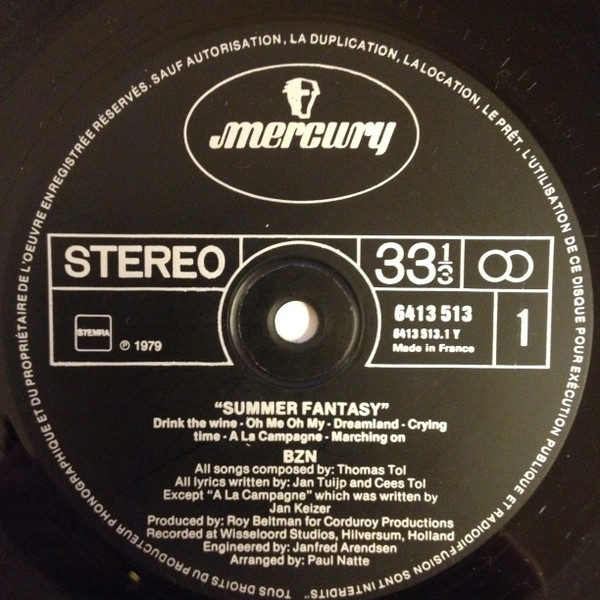 TOUS DROITS DU PRODUCTEUR PHONOGRAPHIQUE ET DU PROPRIÉTAIRE DE L'OEUVRE ENREGISTRÉE RÉSERVÉS. SAUF AUTORISATION, LA DUPLICATION, LA LOCATION, LE PRÊT, L'UTILISATION DE CE DISQUE POUR EXÉCUTION PUBLIQUE ET RADIODIFFUSION SONT INTERDITS"
mercury
STEREO
33 1/3
STEMRA
℗ 1979
6413 513
6413 513.1 Y
Made in France
1
"SUMMER FANTASY"
Drink the wine - Oh Me Oh My - Dreamland - Crying
time - A La Campagne - Marching on
BZN
All songs composed by: Thomas Tol
All lyrics written by: Jan Tuijp and Cees Tol
Except "A La Campagne" which was written by
Jan Keizer
Produced by: Roy Beltman for Corduroy Productions
Recorded at Wisseloord Studios, Hilversum, Holland
Engineered by: Janfred Arendsen
Arranged by: Paul Natte